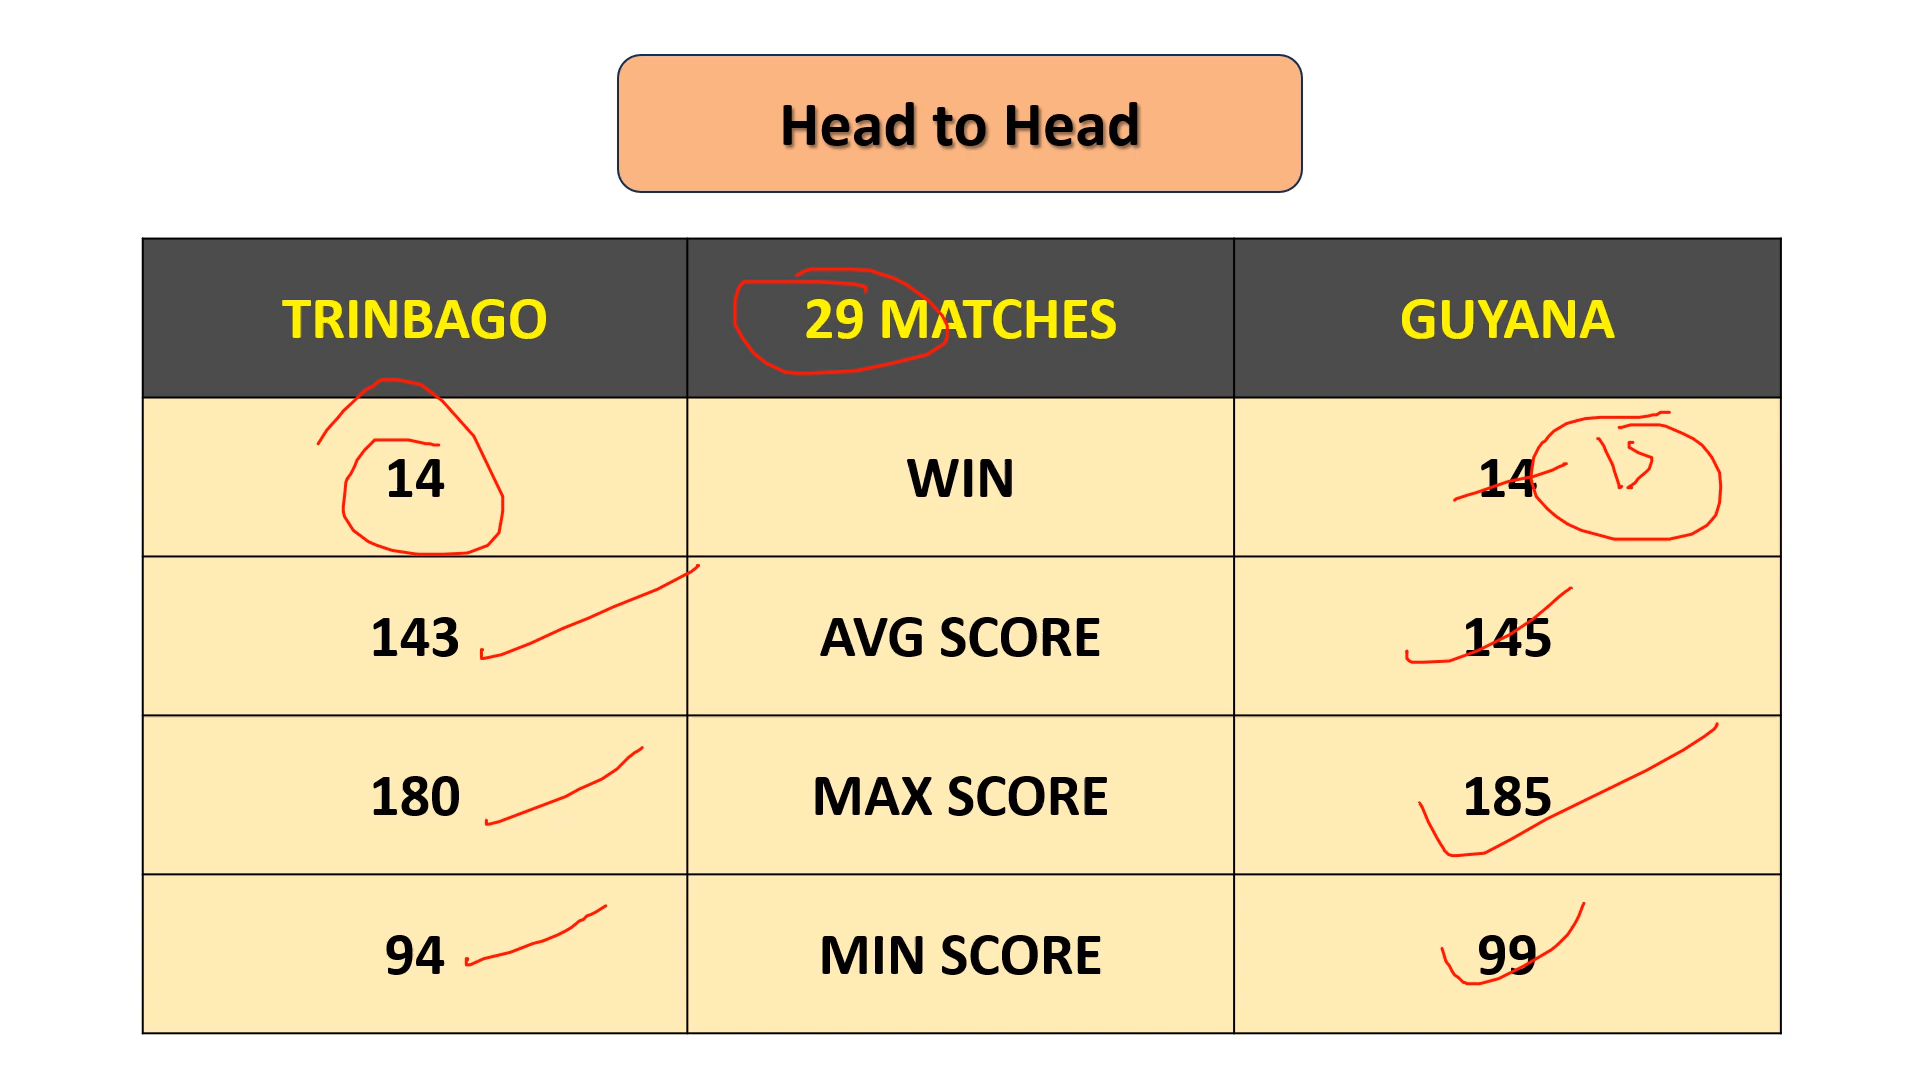 Head to Head
TRINBAGO 29 MATCHES GUYANA
14 WIN 14
143 AVG SCORE 145
180 MAX SCORE 185
94 MIN SCORE 99